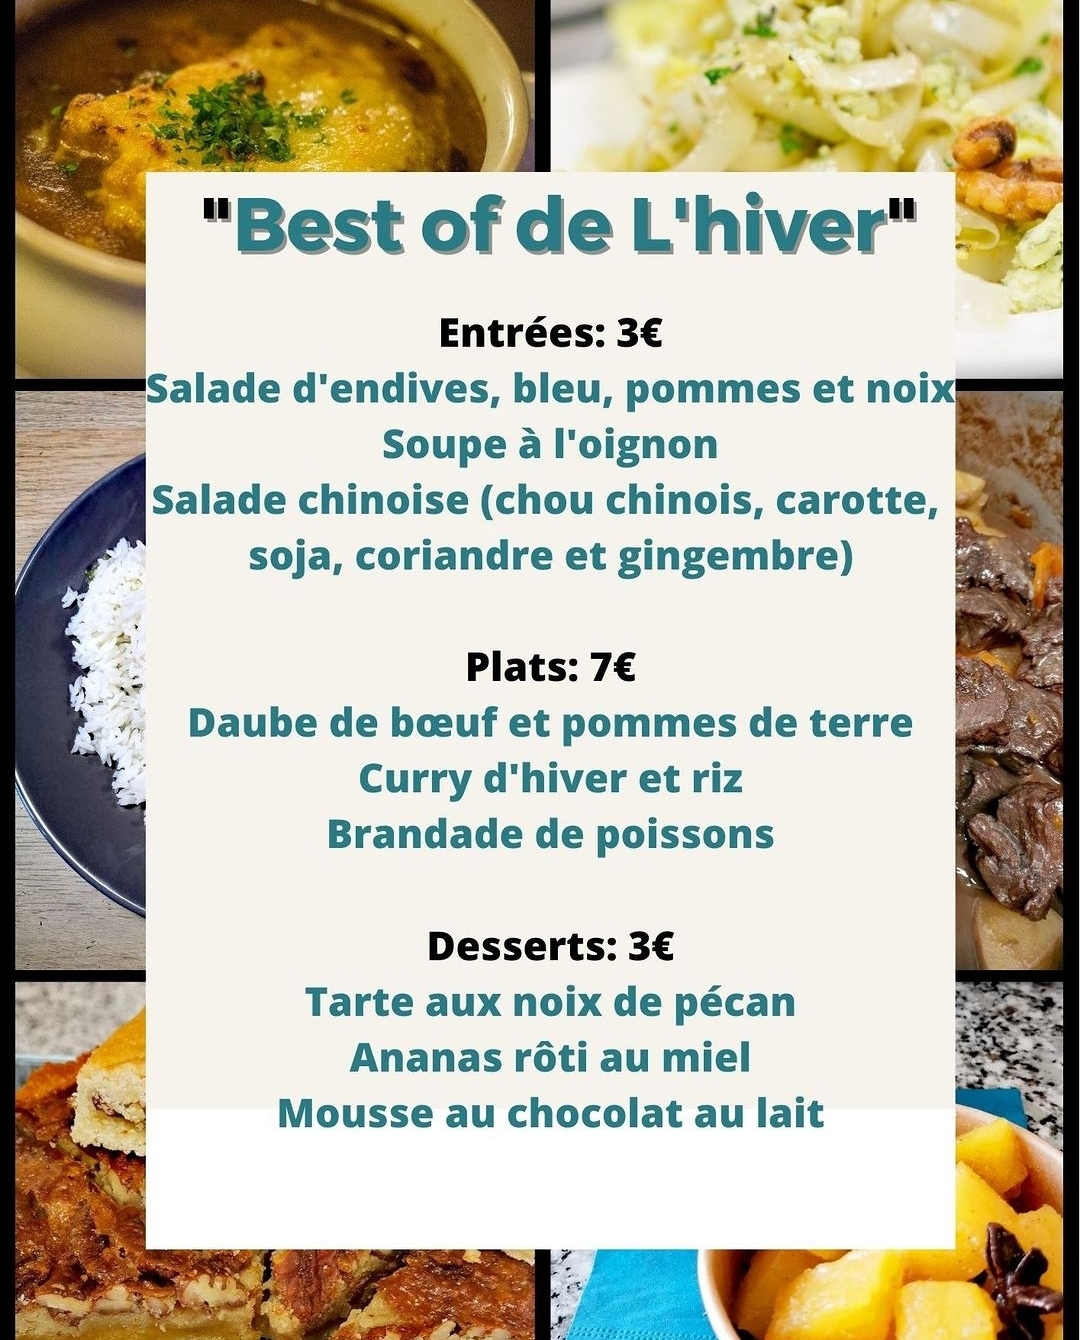 "Best of de L'hiver"
Entrées: 3€
Salade d'endives, bleu, pommes et noix
Soupe à l'oignon
Salade chinoise (chou chinois, carotte,
soja, coriandre et gingembre)
Plats: 7€
Daube de bœuf et pommes de terre
Curry d'hiver et riz
Brandade de poissons
Desserts: 3€
Tarte aux noix de pécan
Ananas rôti au miel
Mousse au chocolat au lait